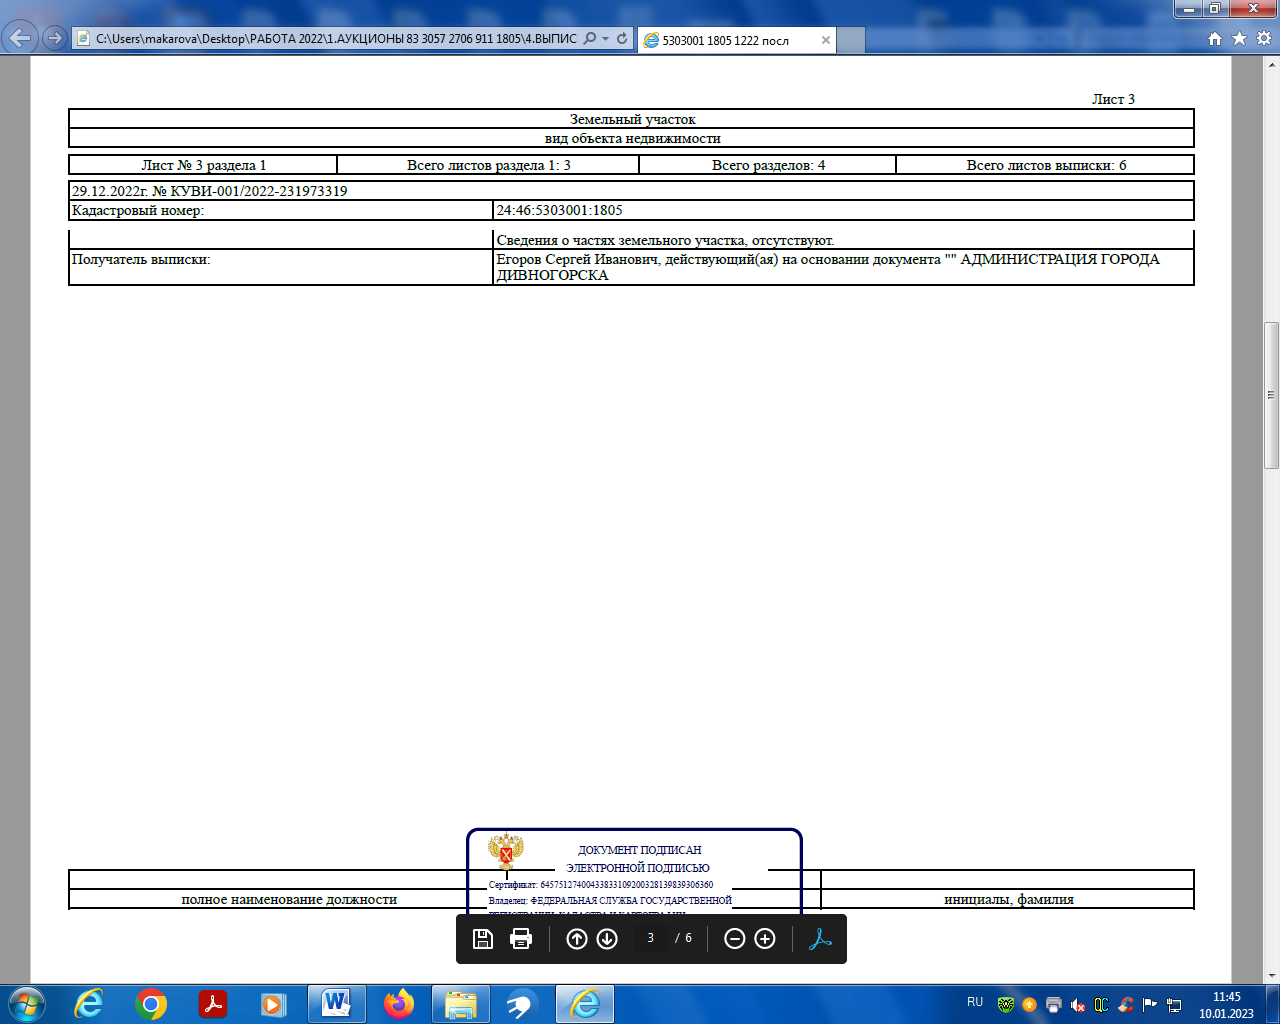 C:\Users\makarova\Desktop\РАБОТА 2022\1.АУКЦИОНЫ 83 3057 2706 911 1805\4.ВЫПИС
5303001 1805 1222 посл
Лист 3
Земельный участок
вид объекта недвижимости
Лист № 3 раздела 1
Всего листов раздела 1: 3
Всего разделов: 4
Всего листов выписки: 6
29.12.2022г. № КУВИ-001/2022-231973319
Кадастровый номер:
24:46:5303001:1805
Сведения о частях земельного участка, отсутствуют.
Получатель выписки:
Егоров Сергей Иванович, действующий(ая) на основании документа "" АДМИНИСТРАЦИЯ ГОРОДА
ДИВНОГОРСКА
ДОКУМЕНТ ПОДПИСАН
ЭЛЕКТРОННОЙ ПОДПИСЬЮ
Сертификат: 64575127400433833109200328139839306360
Владелец: ФЕДЕРАЛЬНАЯ СЛУЖБА ГОСУДАРСТВЕННОЙ
РЕГИСТРАЦИИ, КАДАСТРА И КАРТОГРАФИИ
полное наименование должности
инициалы, фамилия
3 / 6
RU
11:45
10.01.2023